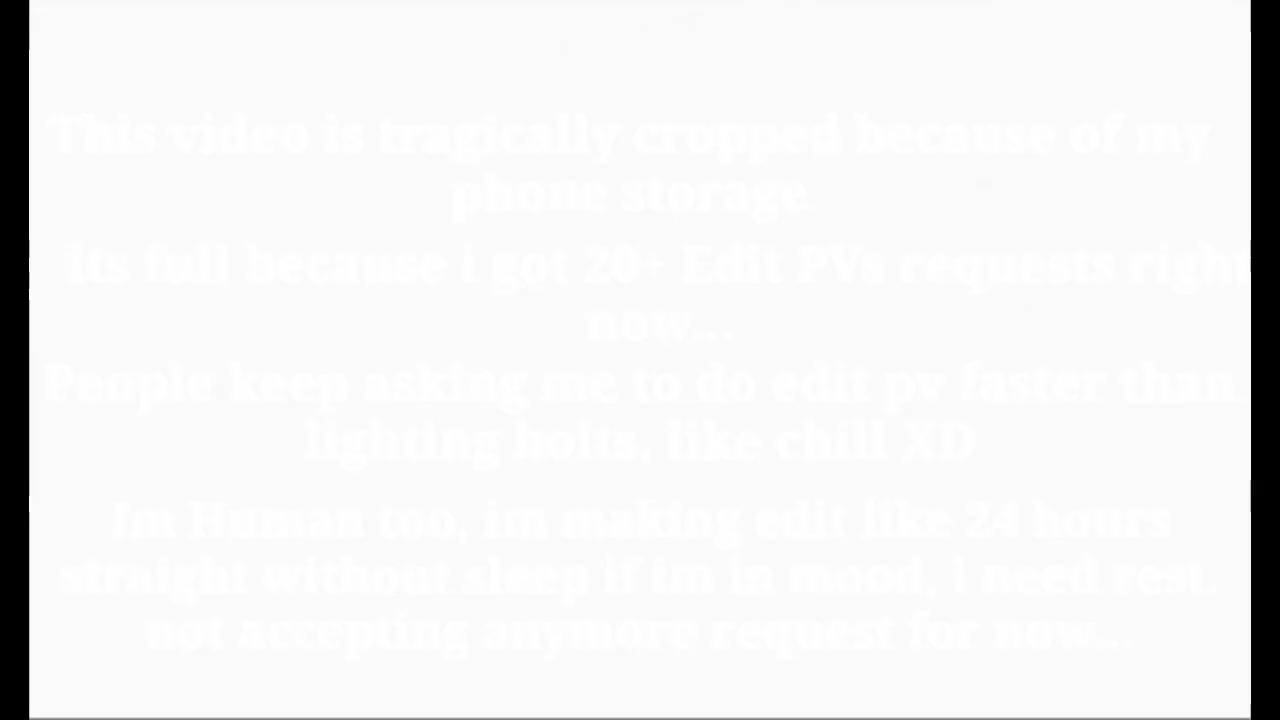 This video is tragically cropped because of my
phone storage.
its full because i got 20+ Edit PVs requests right
now...
People keep asking me to do edit pv faster than
lighting bolts, like chill XD
Im Human too, im making edit like 24 hours
straight without sleep if im in mood, i need rest.
not accepting anymore request for now...